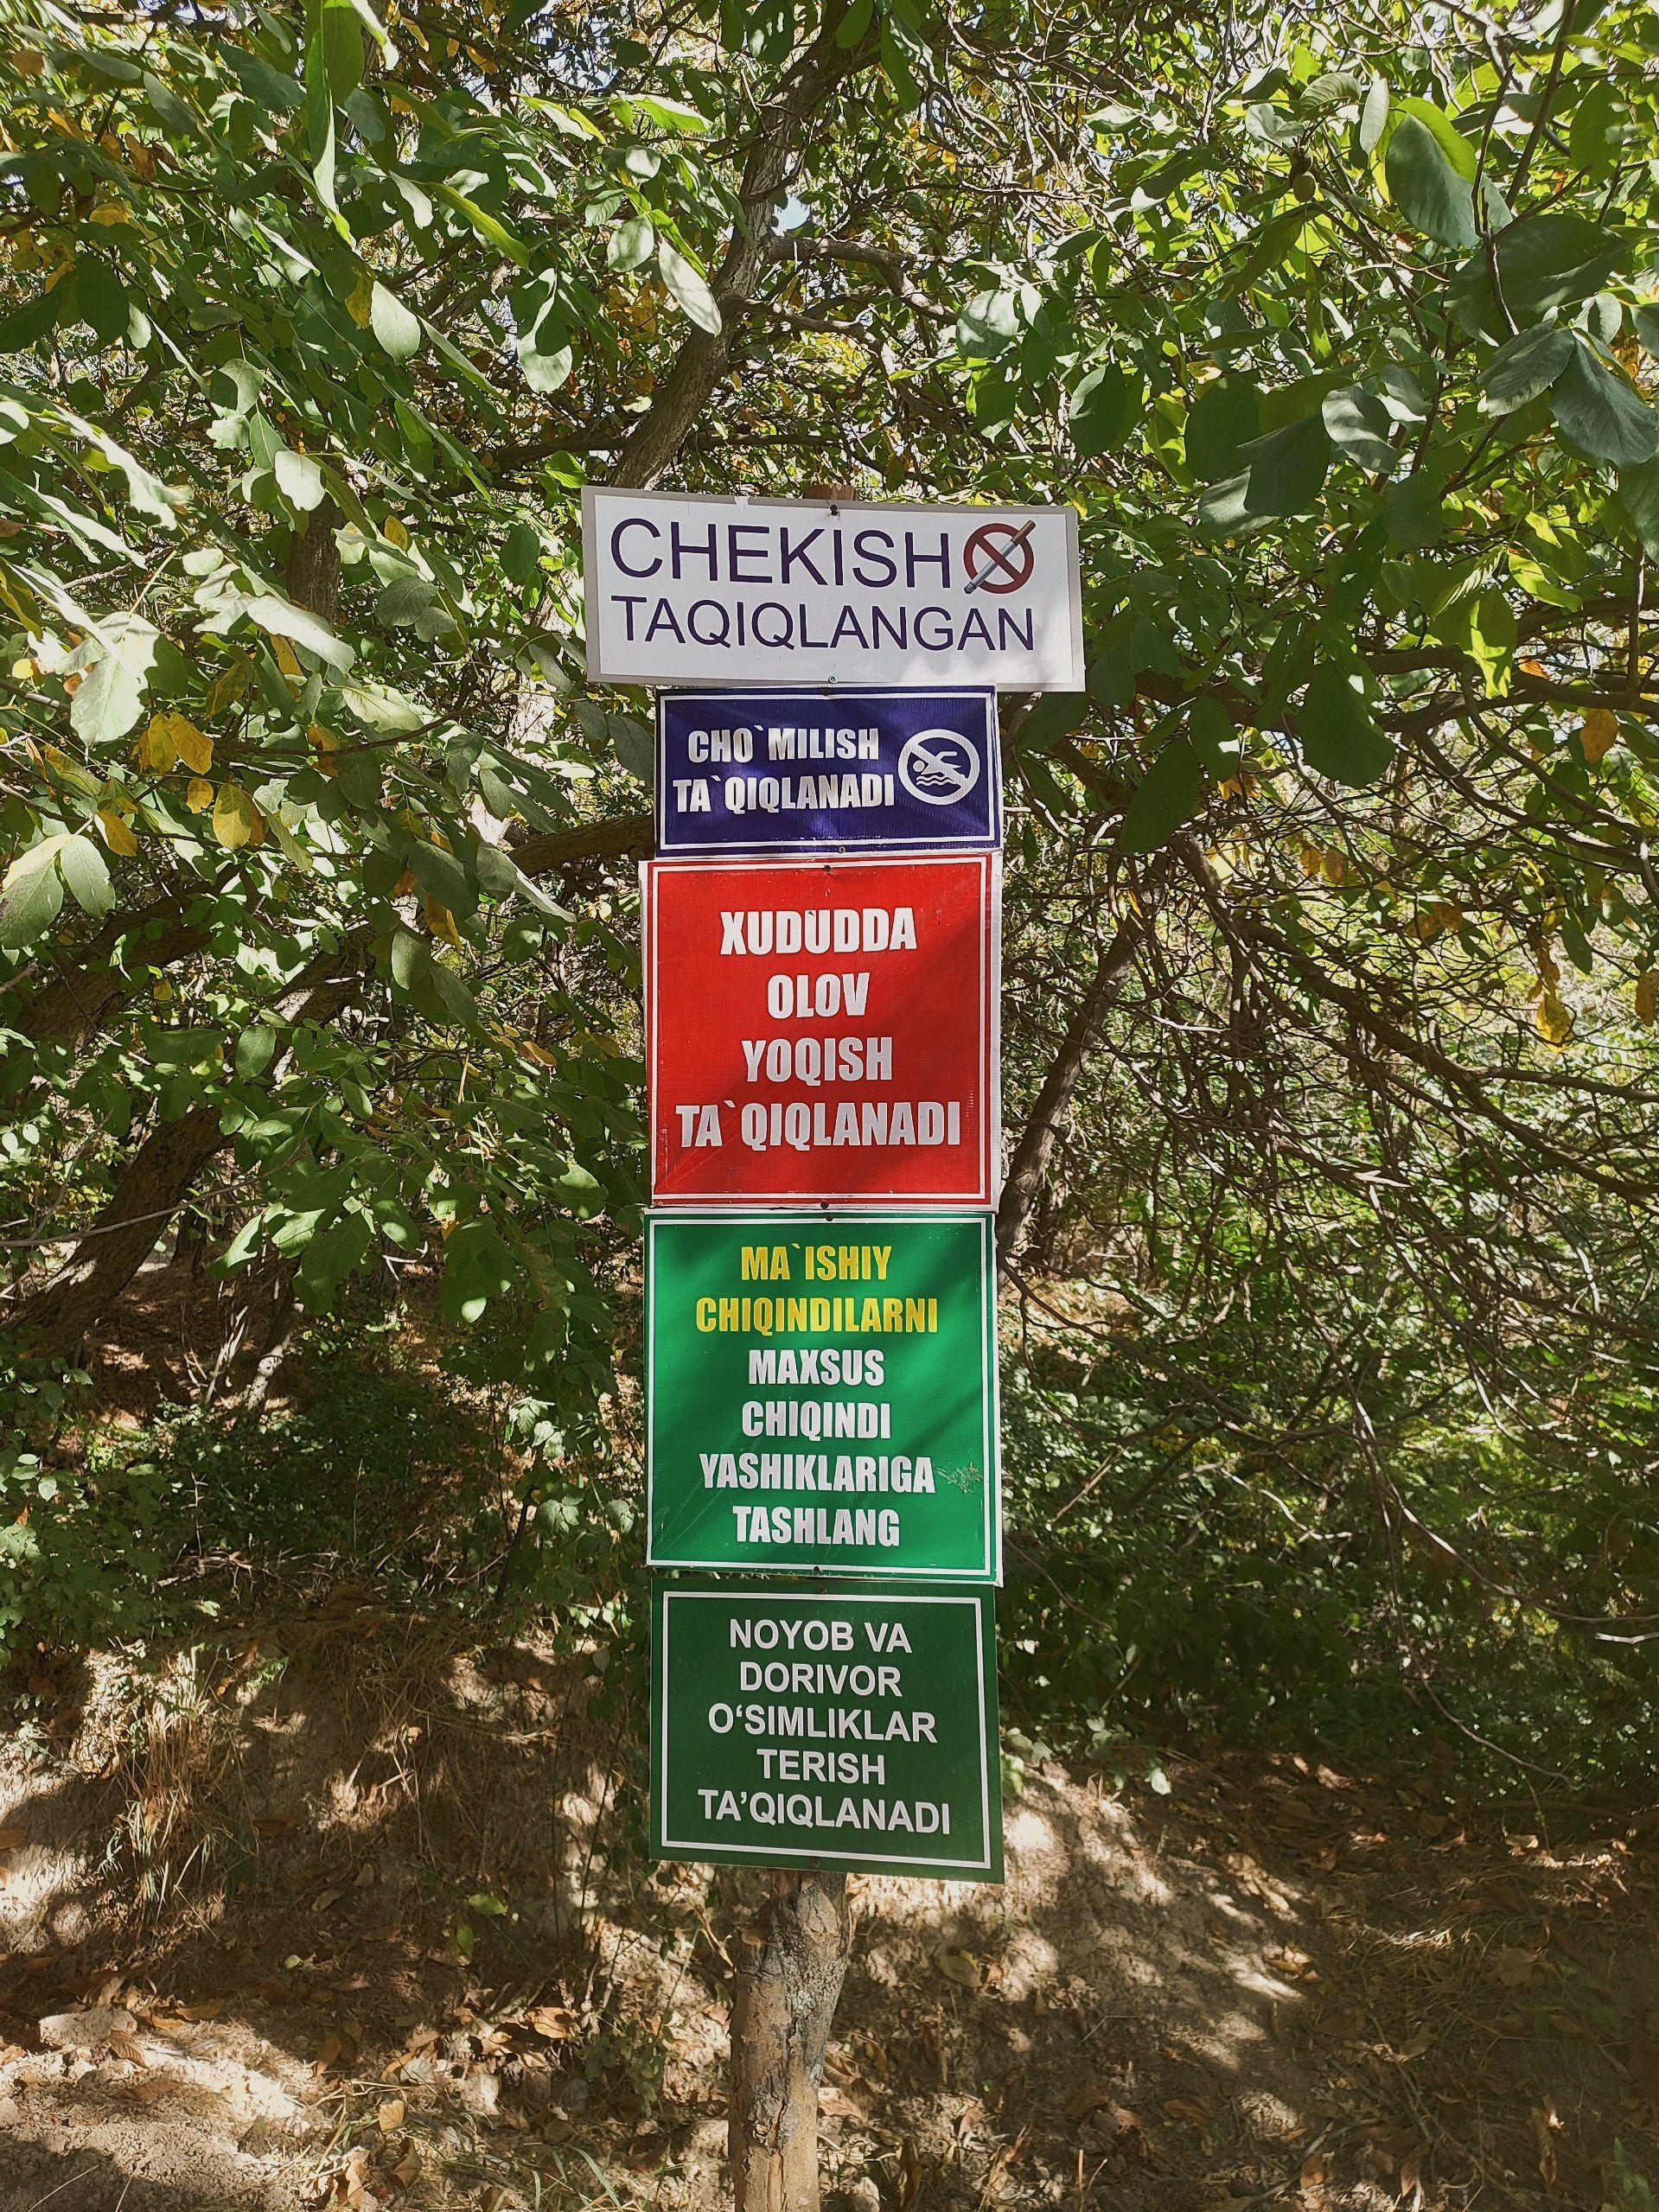 CHEKISH
TAQIQLANGAN
CHO`MILISH
TA`QIQLANADI
XUDUDDA
OLOV
YOQISH
TA`QIQLANADI
MA`ISHIY
CHIQINDILARNI
MAXSUS
CHIQINDI
YASHIKLARIGA
TASHLANG
NOYOB VA
DORIVOR
O‘SIMLIKLAR
TERISH
TA’QIQLANADI